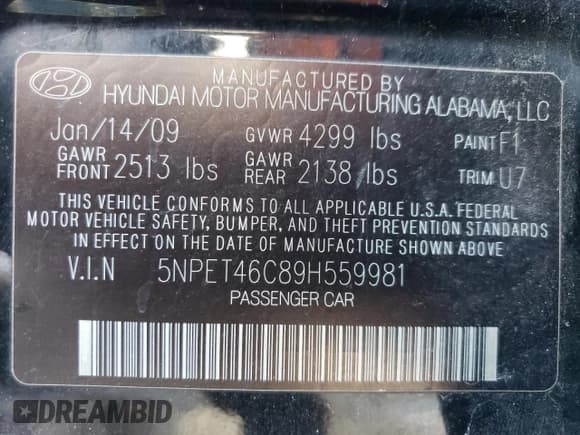 MANUFACTURED BY
HYUNDAI MOTOR MANUFACTURING ALABAMA, LLC
Jan/14/09 GVWR 4299 lbs PAINT F1
GAWR FRONT 2513 lbs GAWR REAR 2138 lbs TRIM U7
THIS VEHICLE CONFORMS TO ALL APPLICABLE U.S.A. FEDERAL
MOTOR VEHICLE SAFETY, BUMPER, AND THEFT PREVENTION STANDARDS
IN EFFECT ON THE DATE OF MANUFACTURE SHOWN ABOVE
V.I.N 5NPET46C89H559981
PASSENGER CAR
DREAMBID